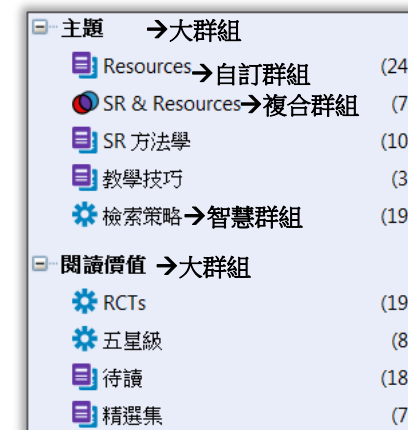 主題 →大群組
Resources→自訂群組 (24
SR & Resources→複合群組 (7
SR 方法學 (10
教學技巧 (3
檢索策略→智慧群組 (19
閱讀價值 →大群組
RCTs (19
五星級 (8
待讀 (18
精選集 (7